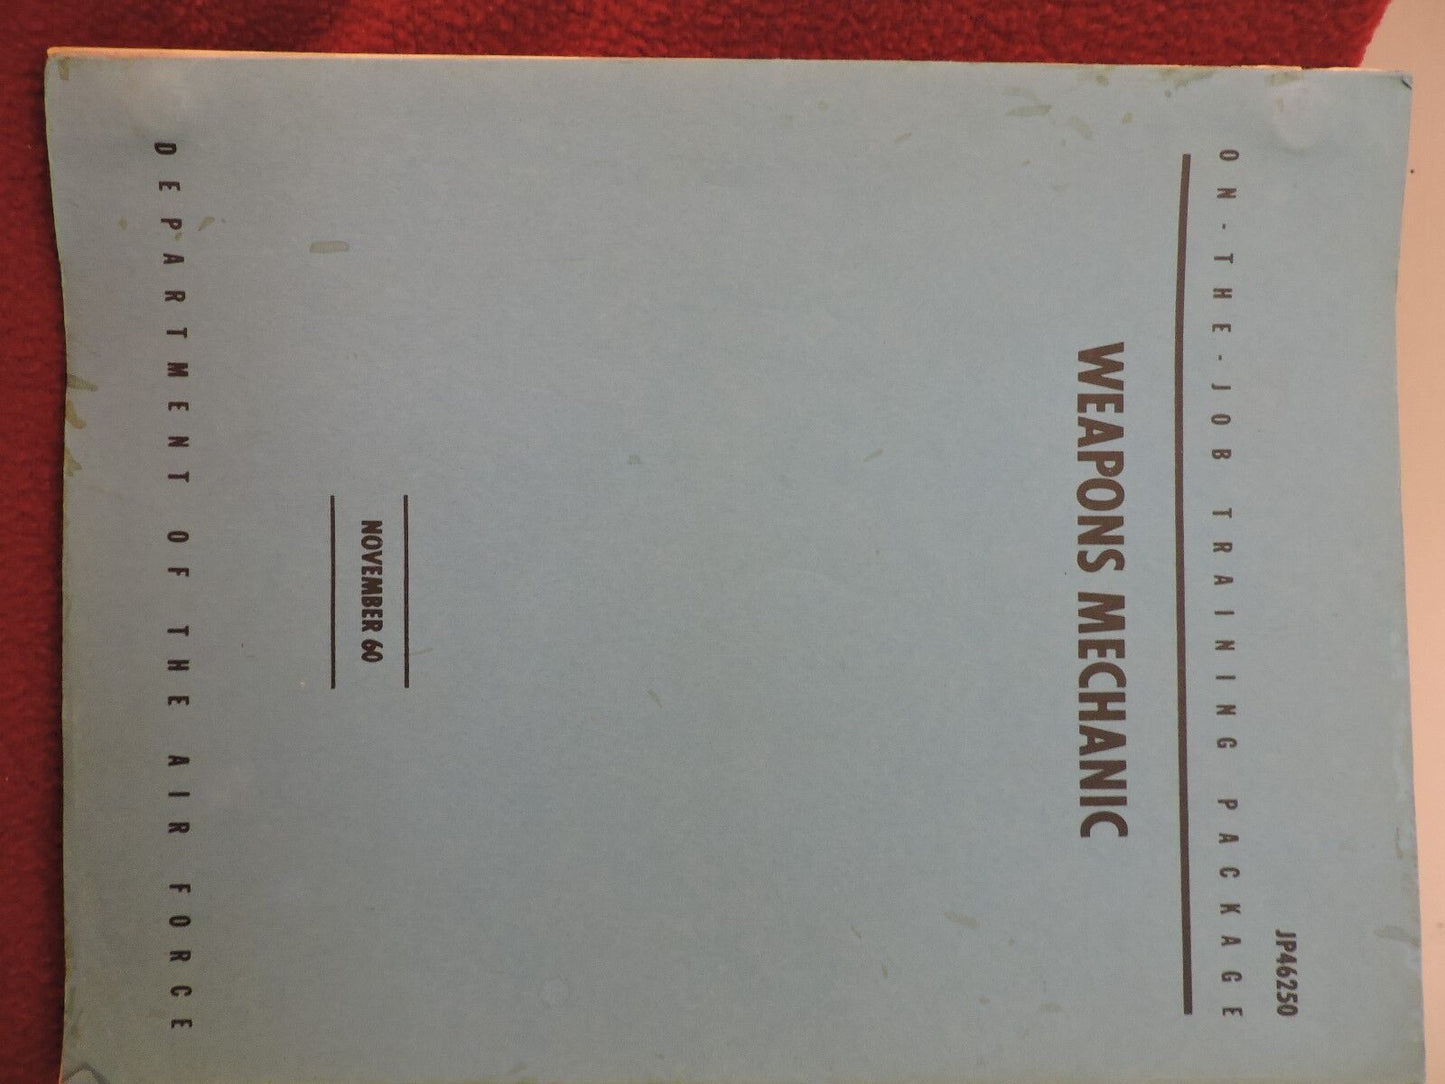 JP46250
ON-THE-JOB TRAINING PACKAGE
WEAPONS MECHANIC
NOVEMBER 60
DEPARTMENT OF THE AIR FORCE